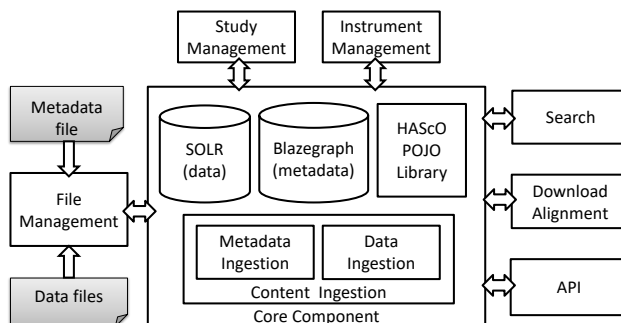 Study
Management
Instrument
Management
Metadata
file
File
Management
Data files
SOLR
(data)
Blazegraph
(metadata)
HAScO
POJO
Library
Metadata
Ingestion
Data
Ingestion
Content Ingestion
Core Component
Search
Download
Alignment
API